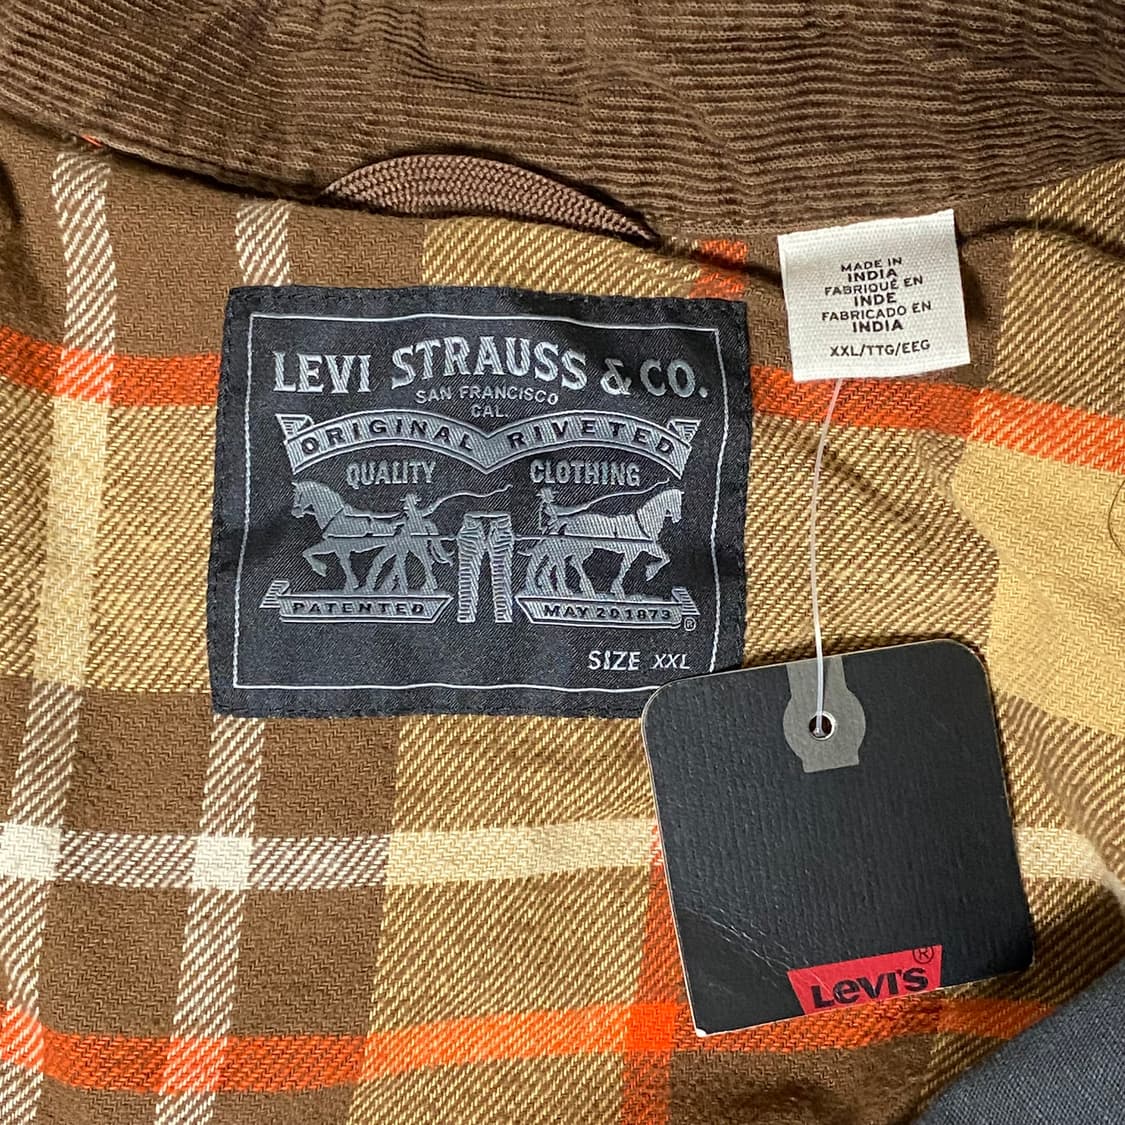 LEVI STRAUSS & CO.
SAN FRANCISCO
CAL.
ORIGINAL RIVETED
QUALITY CLOTHING
PATENTED MAY 20 1873 ®
SIZE XXL
MADE IN
INDIA
FABRIQUÉ EN
INDE
FABRICADO EN
INDIA
XXL/TTG/EEG
LEVI'S ®